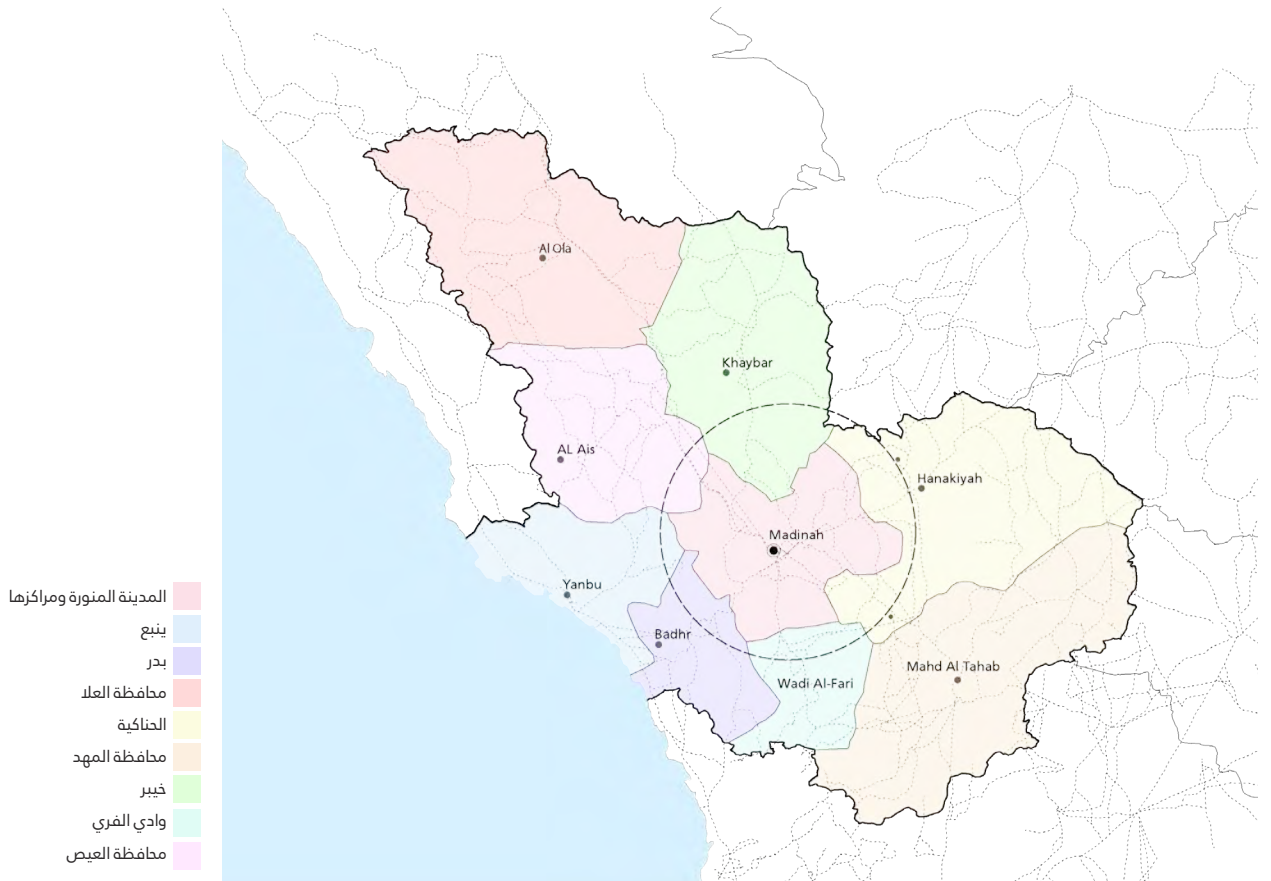 Al Ola
Khaybar
AL Ais
Hanakiyah
Madinah
Yanbu
Badhr
Mahd Al Tahab
Wadi Al-Fari
المدينة المنورة ومراكزها
ينبع
بدر
محافظة العلا
الحناكية
محافظة المهد
خيبر
وادي الفري
محافظة العيص